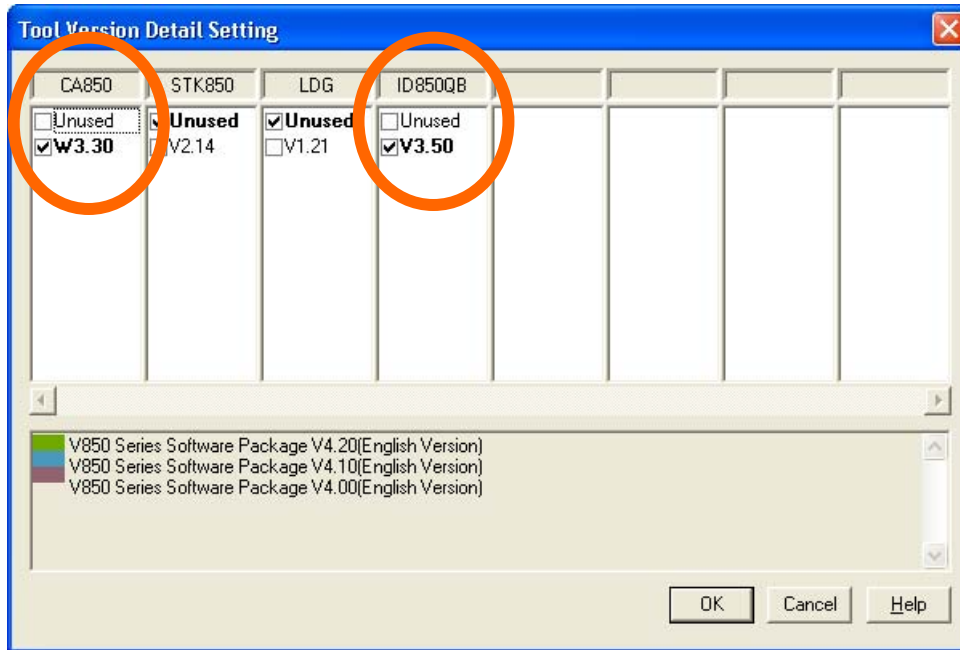 Tool Version Detail Setting
CA850 STK850 LDG ID850QB
Unused Unused Unused Unused
W3.30 V2.14 V1.21 V3.50
V850 Series Software Package V4.20(English Version)
V850 Series Software Package V4.10(English Version)
V850 Series Software Package V4.00(English Version)
OK Cancel Help